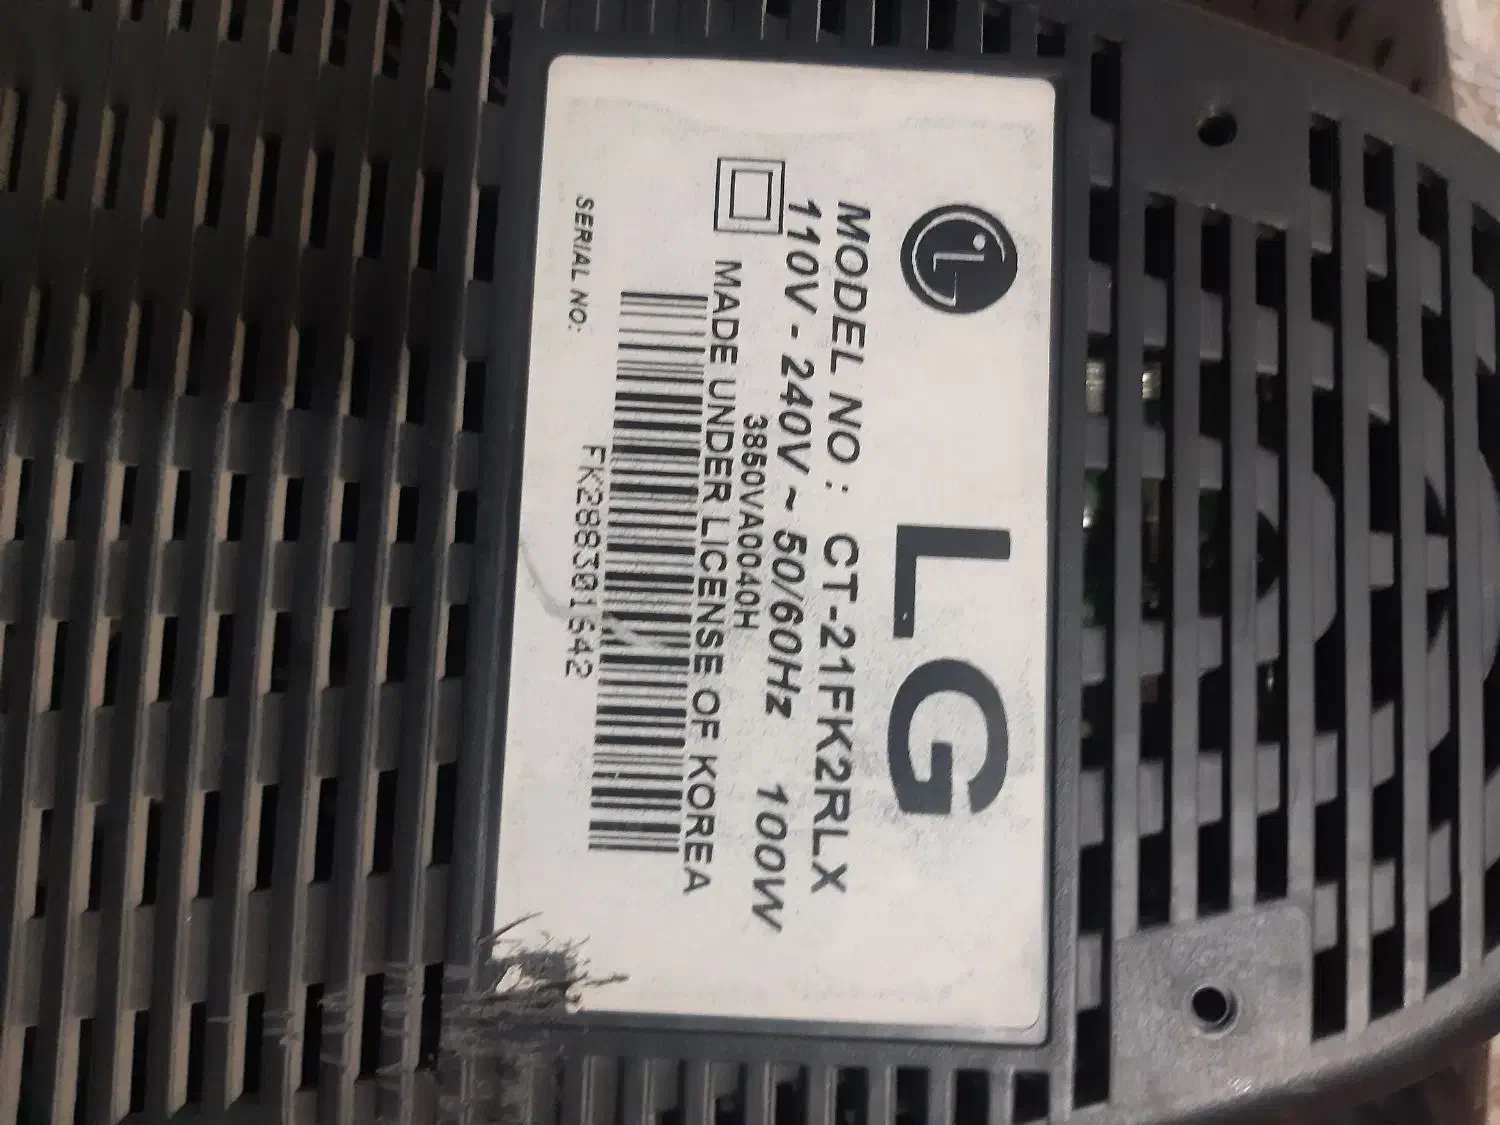 LG
MODEL NO : CT-21FK2RLX
110V - 240V ~ 50/60Hz 100W
3850VA0040H
MADE UNDER LICENSE OF KOREA
SERIAL NO:
FK288301642